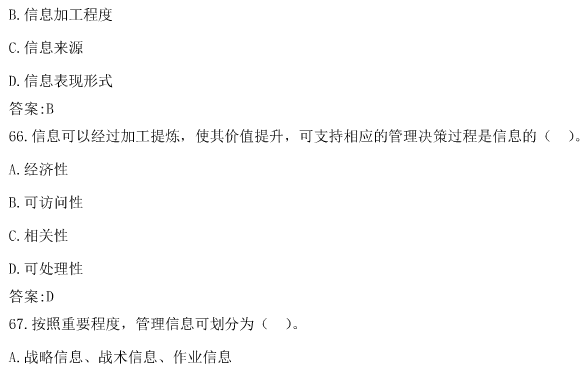 B.信息加工程度
C.信息来源
D.信息表现形式
答案:B
66.信息可以经过加工提炼，使其价值提升，可支持相应的管理决策过程是信息的（　）。
A.经济性
B.可访问性
C.相关性
D.可处理性
答案:D
67.按照重要程度，管理信息可划分为（　）。
A.战略信息、战术信息、作业信息